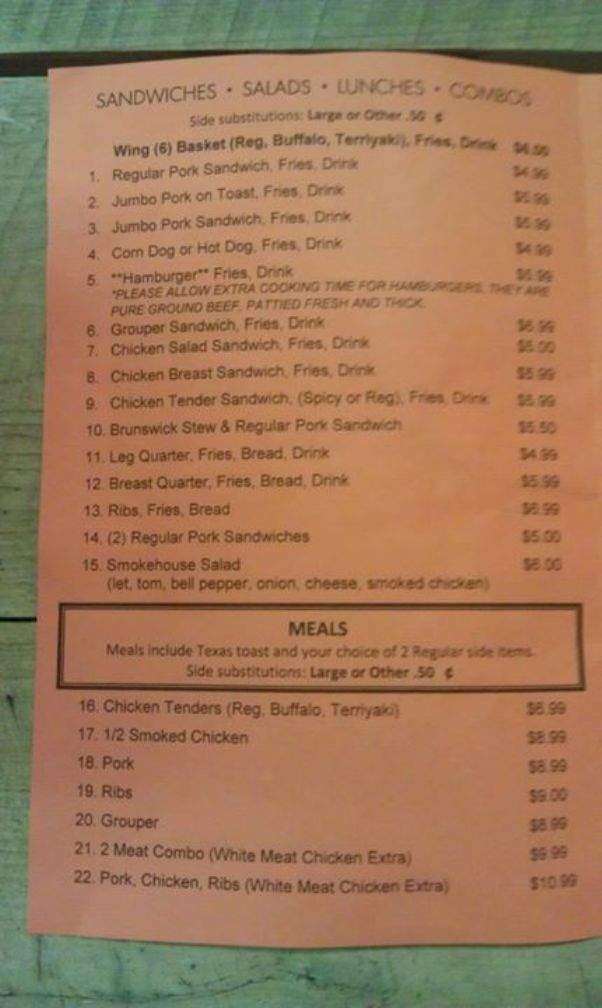 SANDWICHES • SALADS • LUNCHES • COMBOS
Side substitutions: Large or Other .50 ¢
Wing (6) Basket (Reg, Buffalo, Terriyaki), Fries, Drink $6.50
1. Regular Pork Sandwich, Fries, Drink $4.99
2. Jumbo Pork on Toast, Fries, Drink $5.99
3. Jumbo Pork Sandwich, Fries, Drink $5.99
4. Corn Dog or Hot Dog, Fries, Drink $4.99
5. **Hamburger** Fries, Drink $5.99
*PLEASE ALLOW EXTRA COOKING TIME FOR HAMBURGERS. THEY ARE
PURE GROUND BEEF, PATTIED FRESH AND THICK.
6. Grouper Sandwich, Fries, Drink $6.99
7. Chicken Salad Sandwich, Fries, Drink
8. Chicken Breast Sandwich, Fries, Drink $5.99
9. Chicken Tender Sandwich, (Spicy or Reg), Fries, Drink $5.99
10. Brunswick Stew & Regular Pork Sandwich $5.50
11. Leg Quarter, Fries, Bread, Drink $4.99
12. Breast Quarter, Fries, Bread, Drink $5.99
13. Ribs, Fries, Bread $6.99
14. (2) Regular Pork Sandwiches $5.00
15. Smokehouse Salad $6.00
(let, tom, bell pepper, onion, cheese, smoked chicken)
MEALS
Meals include Texas toast and your choice of 2 Regular side items.
Side substitutions: Large or Other .50 ¢
16. Chicken Tenders (Reg, Buffalo, Terriyaki) $6.99
17. 1/2 Smoked Chicken $8.99
18. Pork $8.99
19. Ribs $9.00
20. Grouper $8.99
21. 2 Meat Combo (White Meat Chicken Extra) $9.99
22. Pork, Chicken, Ribs (White Meat Chicken Extra) $10.99